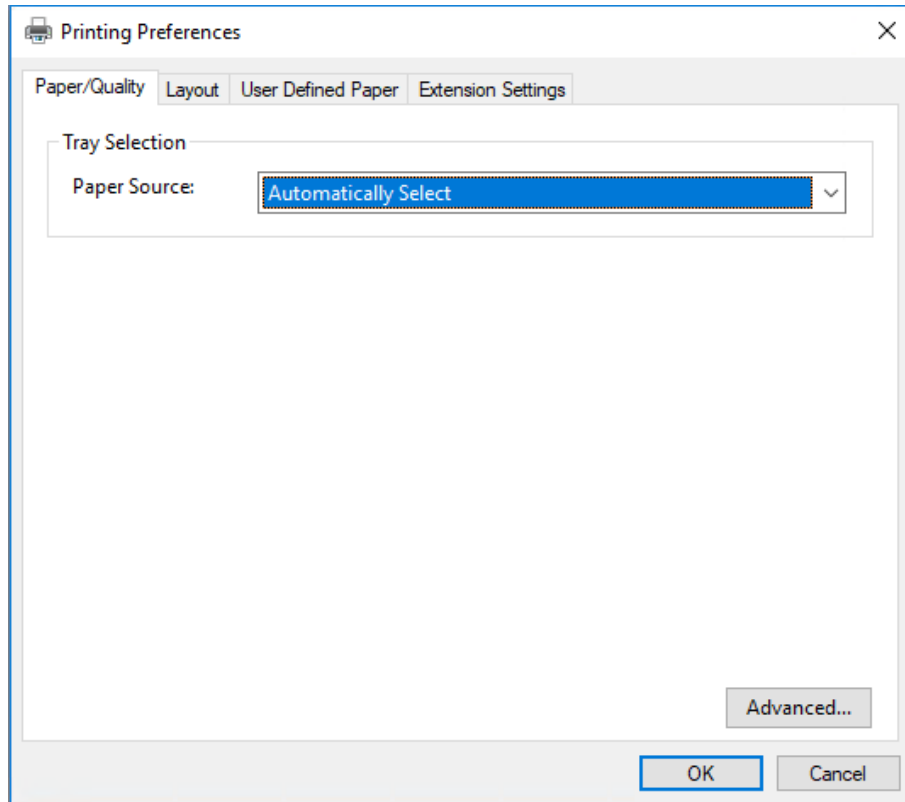 Printing Preferences
Paper/Quality Layout User Defined Paper Extension Settings
Tray Selection
Paper Source: Automatically Select
Advanced...
OK Cancel